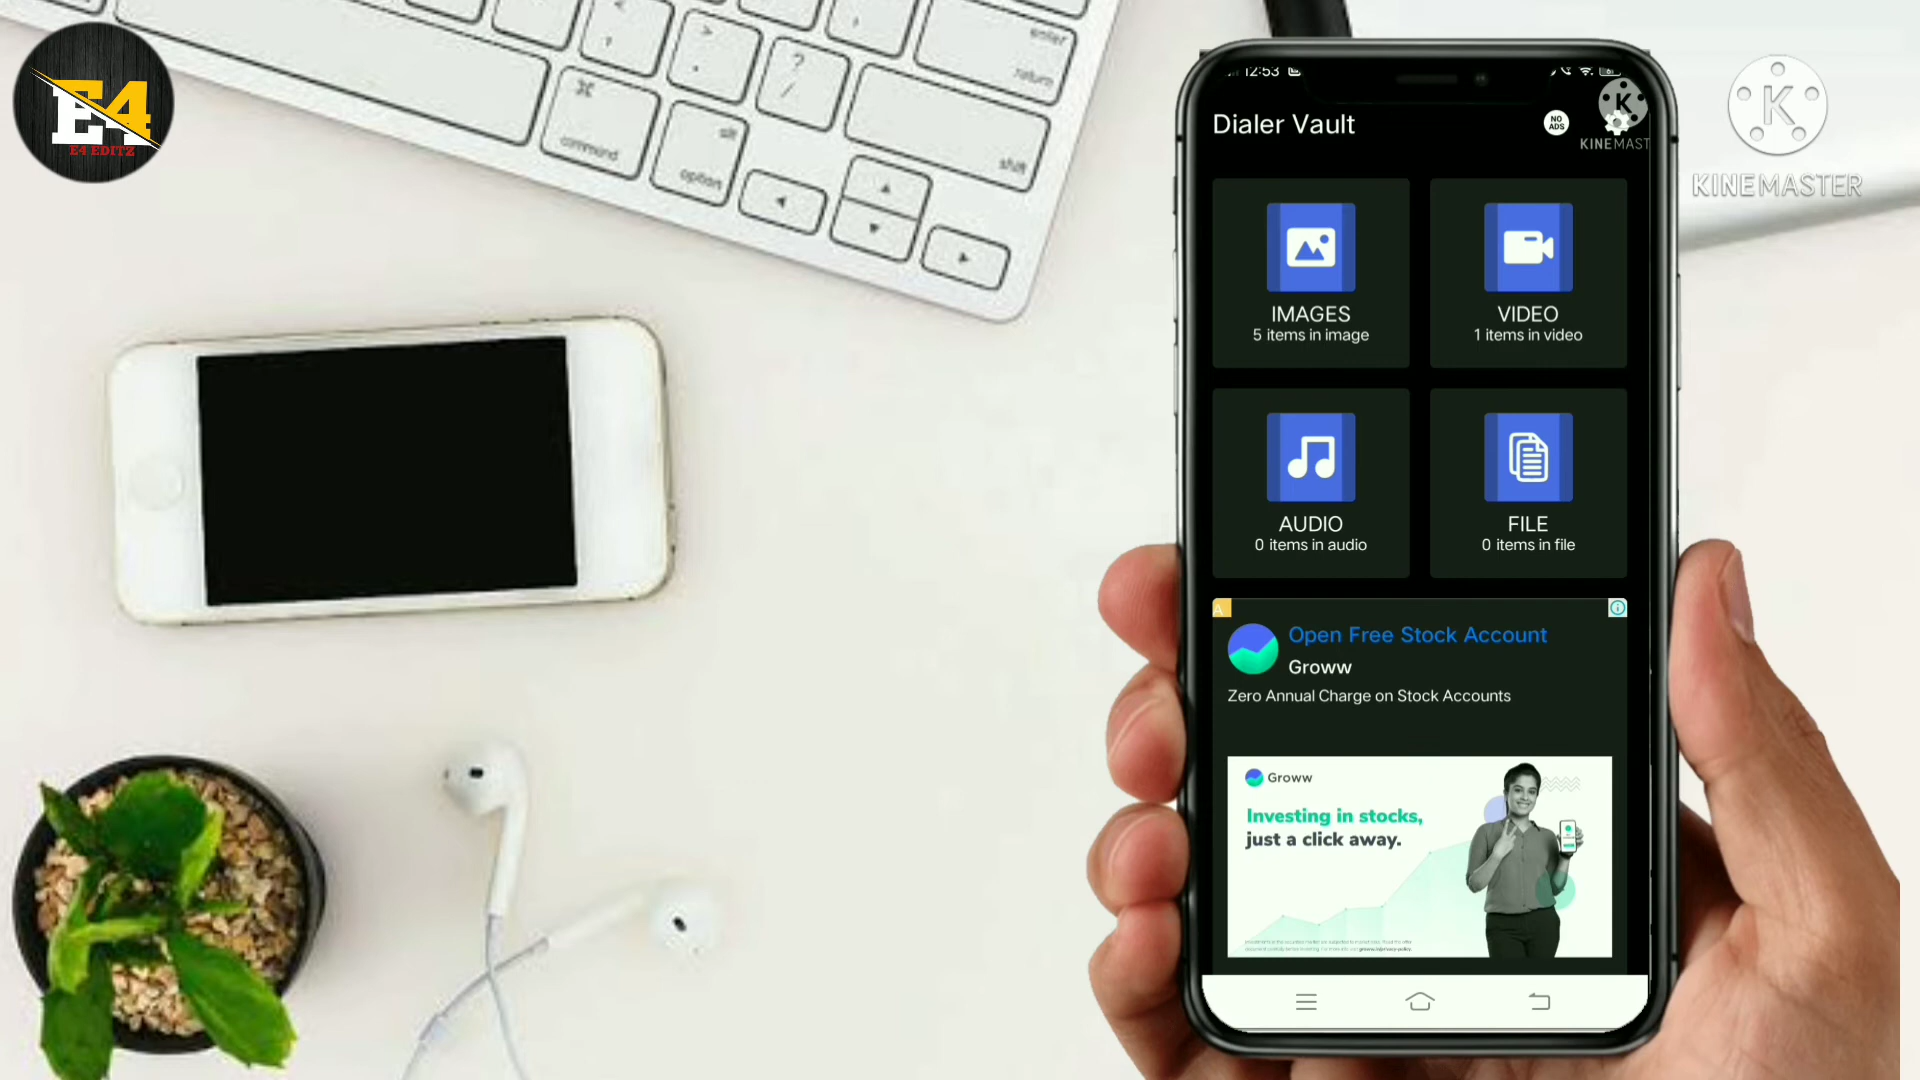 E4
E4 EDITZ
enter
return
command
option
shift
12:53
Dialer Vault
NO
ADS
K
KINEMAST
K
KINEMASTER
IMAGES
5 items in image
VIDEO
1 items in video
AUDIO
0 items in audio
FILE
0 items in file
A
Open Free Stock Account
Groww
Zero Annual Charge on Stock Accounts
Groww
Investing in stocks,
just a click away.